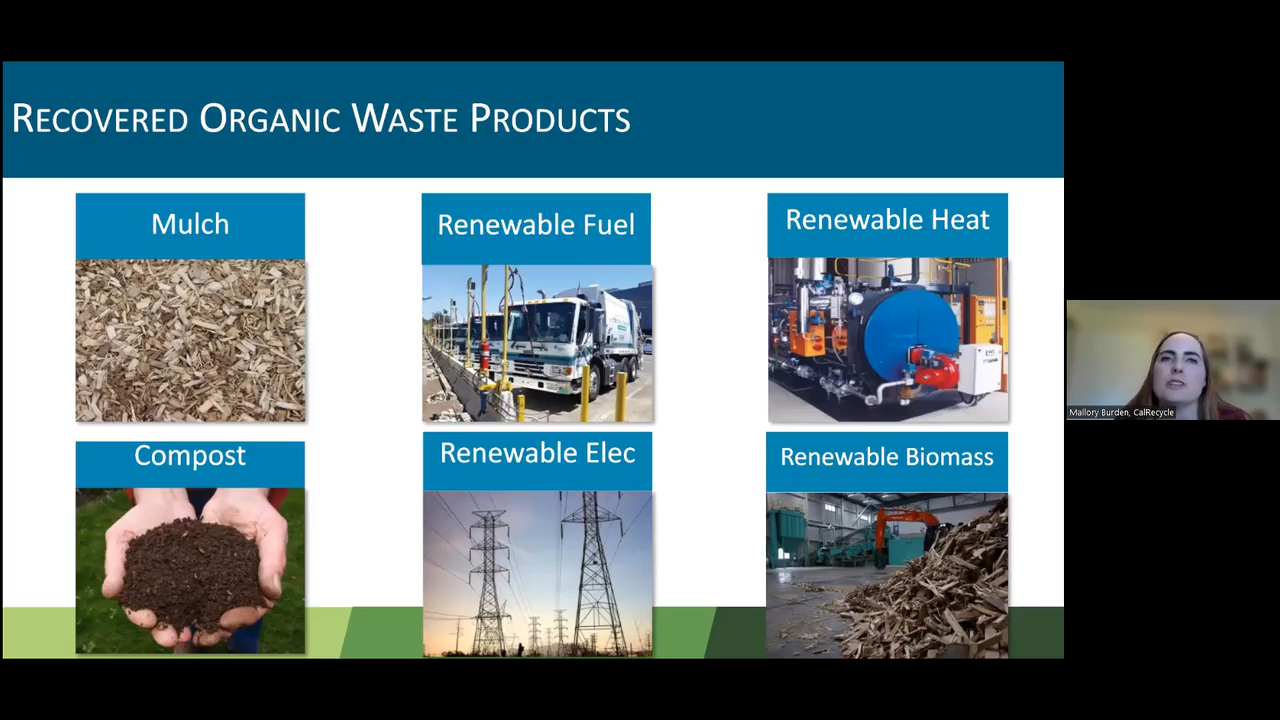 RECOVERED ORGANIC WASTE PRODUCTS
Mulch
Renewable Fuel
Renewable Heat
Compost
Renewable Elec
Renewable Biomass
Mallory Burden, CalRecycle